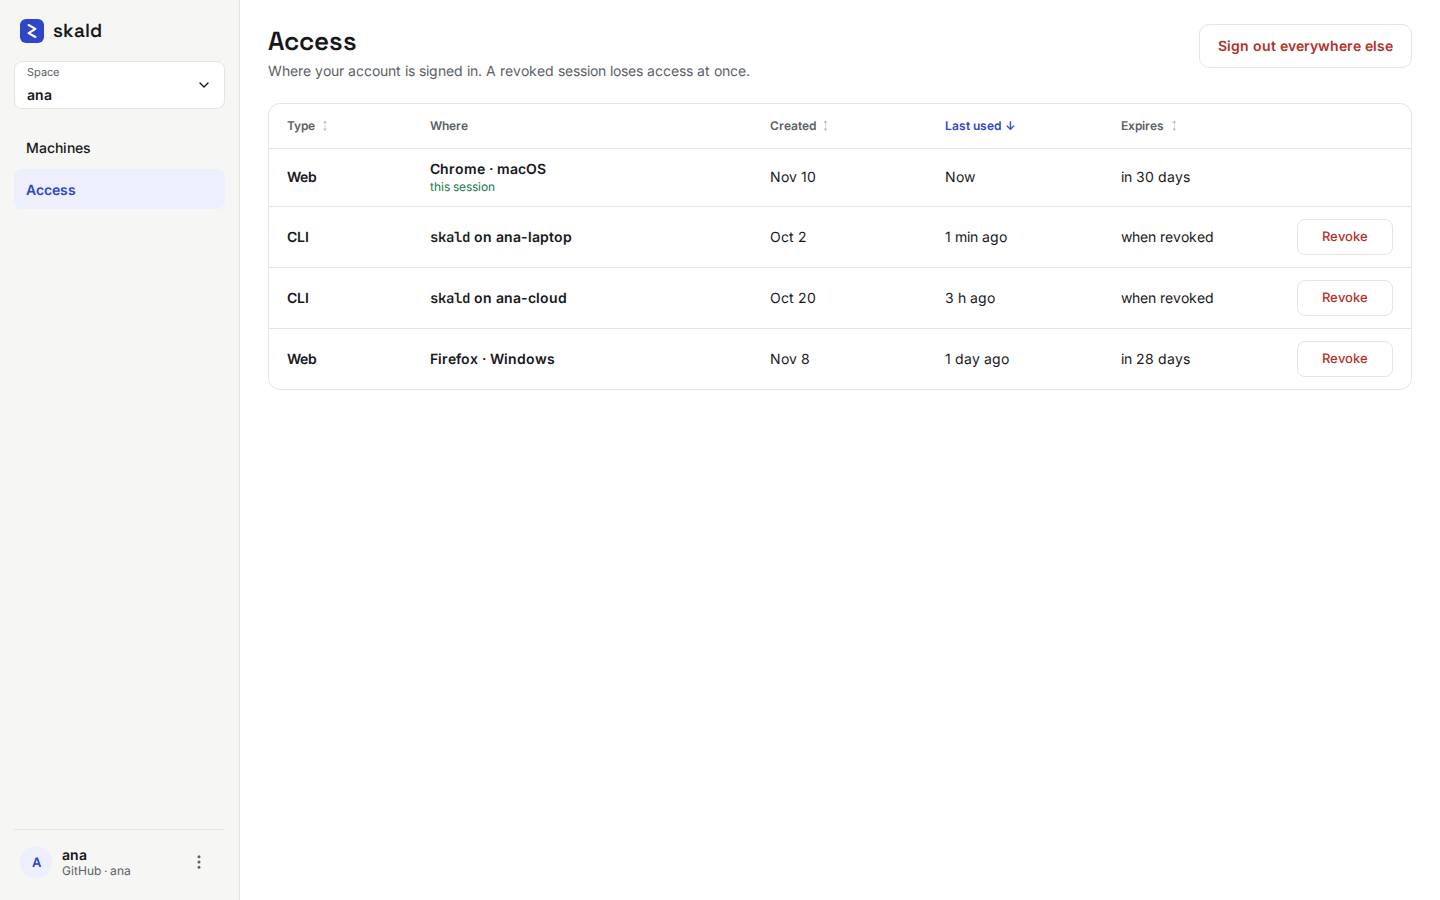 skald
Space
ana
Machines
Access
Access
Where your account is signed in. A revoked session loses access at once.
Sign out everywhere else
Type Where Created Last used Expires
Web Chrome · macOS Nov 10 Now in 30 days
this session
CLI skald on ana-laptop Oct 2 1 min ago when revoked Revoke
CLI skald on ana-cloud Oct 20 3 h ago when revoked Revoke
Web Firefox · Windows Nov 8 1 day ago in 28 days Revoke
A ana
GitHub · ana